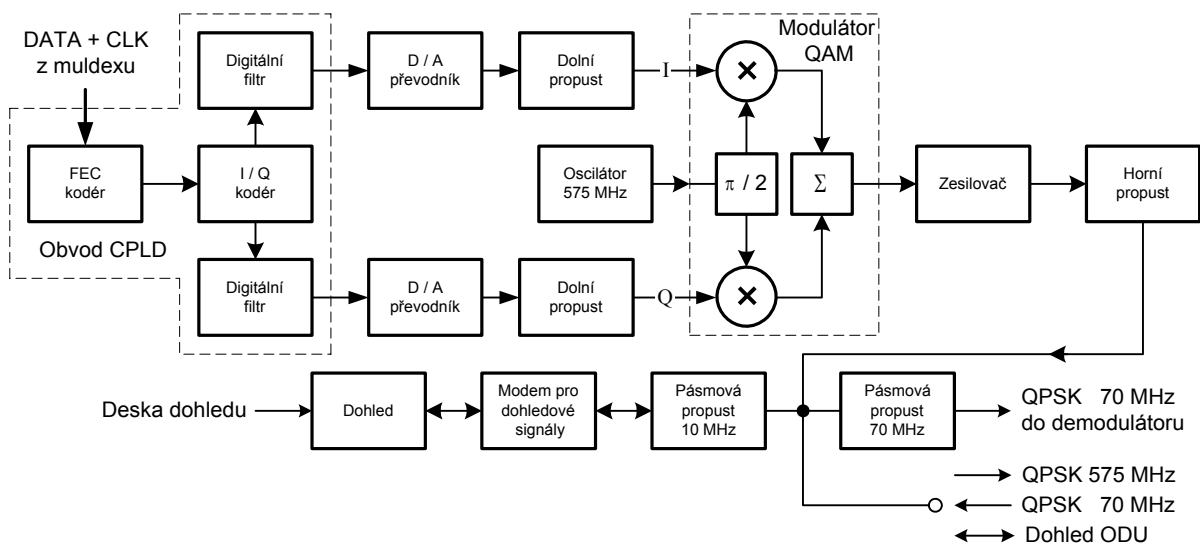 DATA + CLK
z muldexu
Digitální
filtr
D / A
převodník
Dolní
propust
I
Modulátor
QAM
FEC
kodér
I / Q
kodér
Oscilátor
575 MHz
π / 2
Σ
Zesilovač
Horní
propust
Obvod CPLD
Digitální
filtr
D / A
převodník
Dolní
propust
Q
Deska dohledu
Dohled
Modem pro
dohledové
signály
Pásmová
propust
10 MHz
Pásmová
propust
70 MHz
QPSK 70 MHz
do demodulátoru
QPSK 575 MHz
QPSK 70 MHz
Dohled ODU